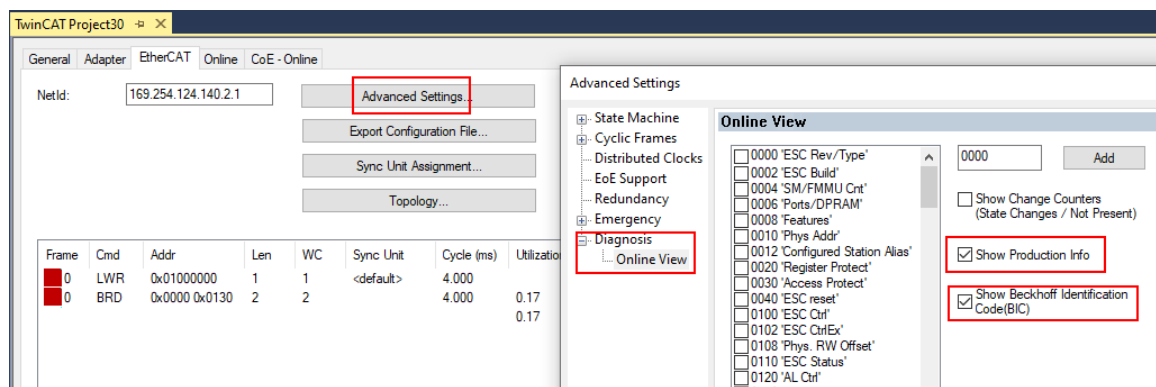 TwinCAT Project30
General Adapter EtherCAT Online CoE - Online
NetId: 169.254.124.140.2.1
Advanced Settings...
Export Configuration File...
Sync Unit Assignment...
Topology...
Frame Cmd Addr Len WC Sync Unit Cycle (ms) Utilizatio
0 LWR 0x01000000 1 1 <default> 4.000
0 BRD 0x0000 0x0130 2 2 4.000 0.17
0.17
Advanced Settings
State Machine
Cyclic Frames
Distributed Clocks
EoE Support
Redundancy
Emergency
Diagnosis
Online View
Online View
0000 'ESC Rev/Type'
0002 'ESC Build'
0004 'SM/FMMU Cnt'
0006 'Ports/DPRAM'
0008 'Features'
0010 'Phys Addr'
0012 'Configured Station Alias'
0020 'Register Protect'
0030 'Access Protect'
0040 'ESC reset'
0100 'ESC Ctrl'
0102 'ESC CtrlEx'
0108 'Phys. RW Offset'
0110 'ESC Status'
0120 'AL Ctrl'
0000 Add
Show Change Counters
(State Changes / Not Present)
Show Production Info
Show Beckhoff Identification
Code(BIC)